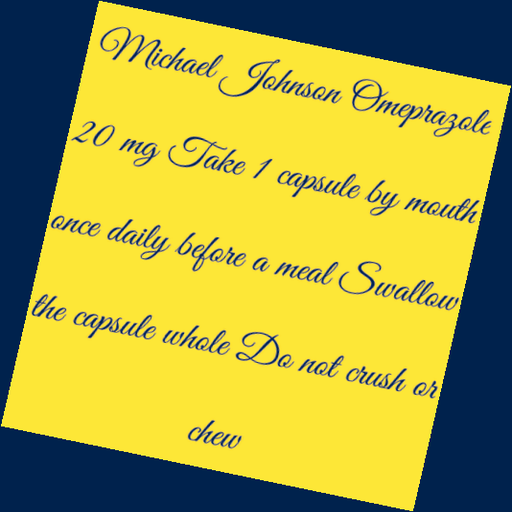 Michael Johnson Omeprazole
20 mg Take 1 capsule by mouth
once daily before a meal Swallow
the capsule whole Do not crush or
chew